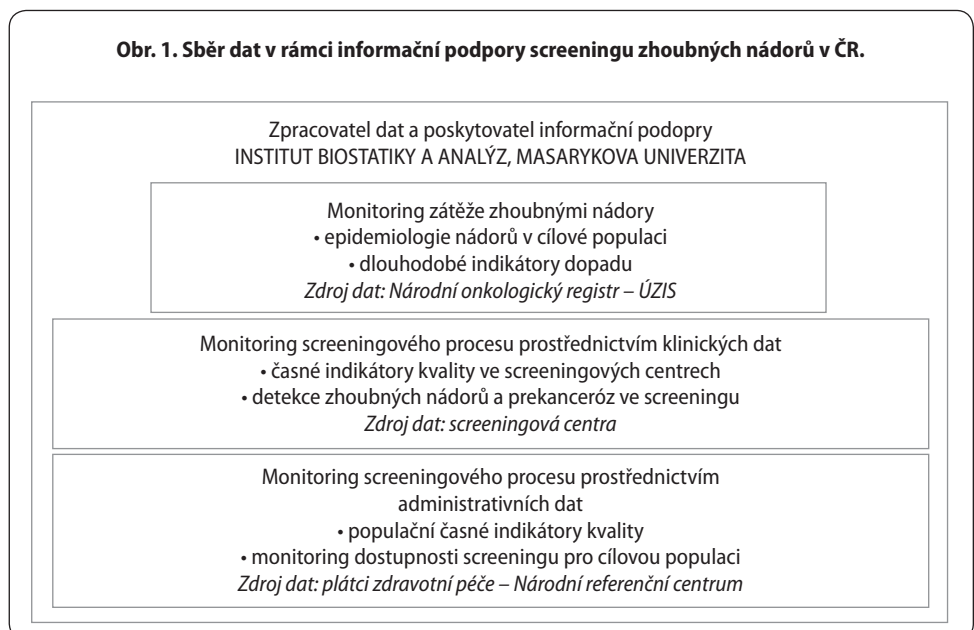 Obr. 1. Sběr dat v rámci informační podpory screeningu zhoubných nádorů v ČR.
Zpracovatel dat a poskytovatel informační podopry
INSTITUT BIOSTATIKY A ANALÝZ, MASARYKOVA UNIVERZITA
Monitoring zátěže zhoubnými nádory
• epidemiologie nádorů v cílové populaci
• dlouhodobé indikátory dopadu
Zdroj dat: Národní onkologický registr – ÚZIS
Monitoring screeningového procesu prostřednictvím klinických dat
• časné indikátory kvality ve screeningových centrech
• detekce zhoubných nádorů a prekanceróz ve screeningu
Zdroj dat: screeningová centra
Monitoring screeningového procesu prostřednictvím
administrativních dat
• populační časné indikátory kvality
• monitoring dostupnosti screeningu pro cílovou populaci
Zdroj dat: plátci zdravotní péče – Národní referenční centrum